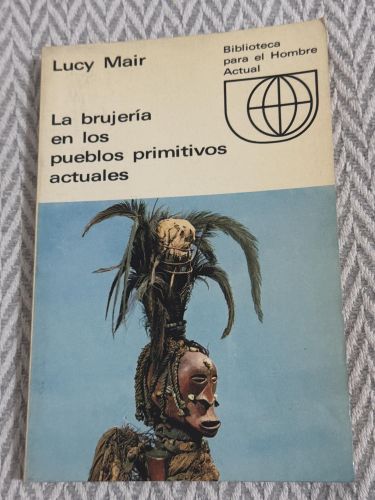 Lucy Mair
Biblioteca
para el Hombre
Actual
La brujería
en los
pueblos primitivos
actuales